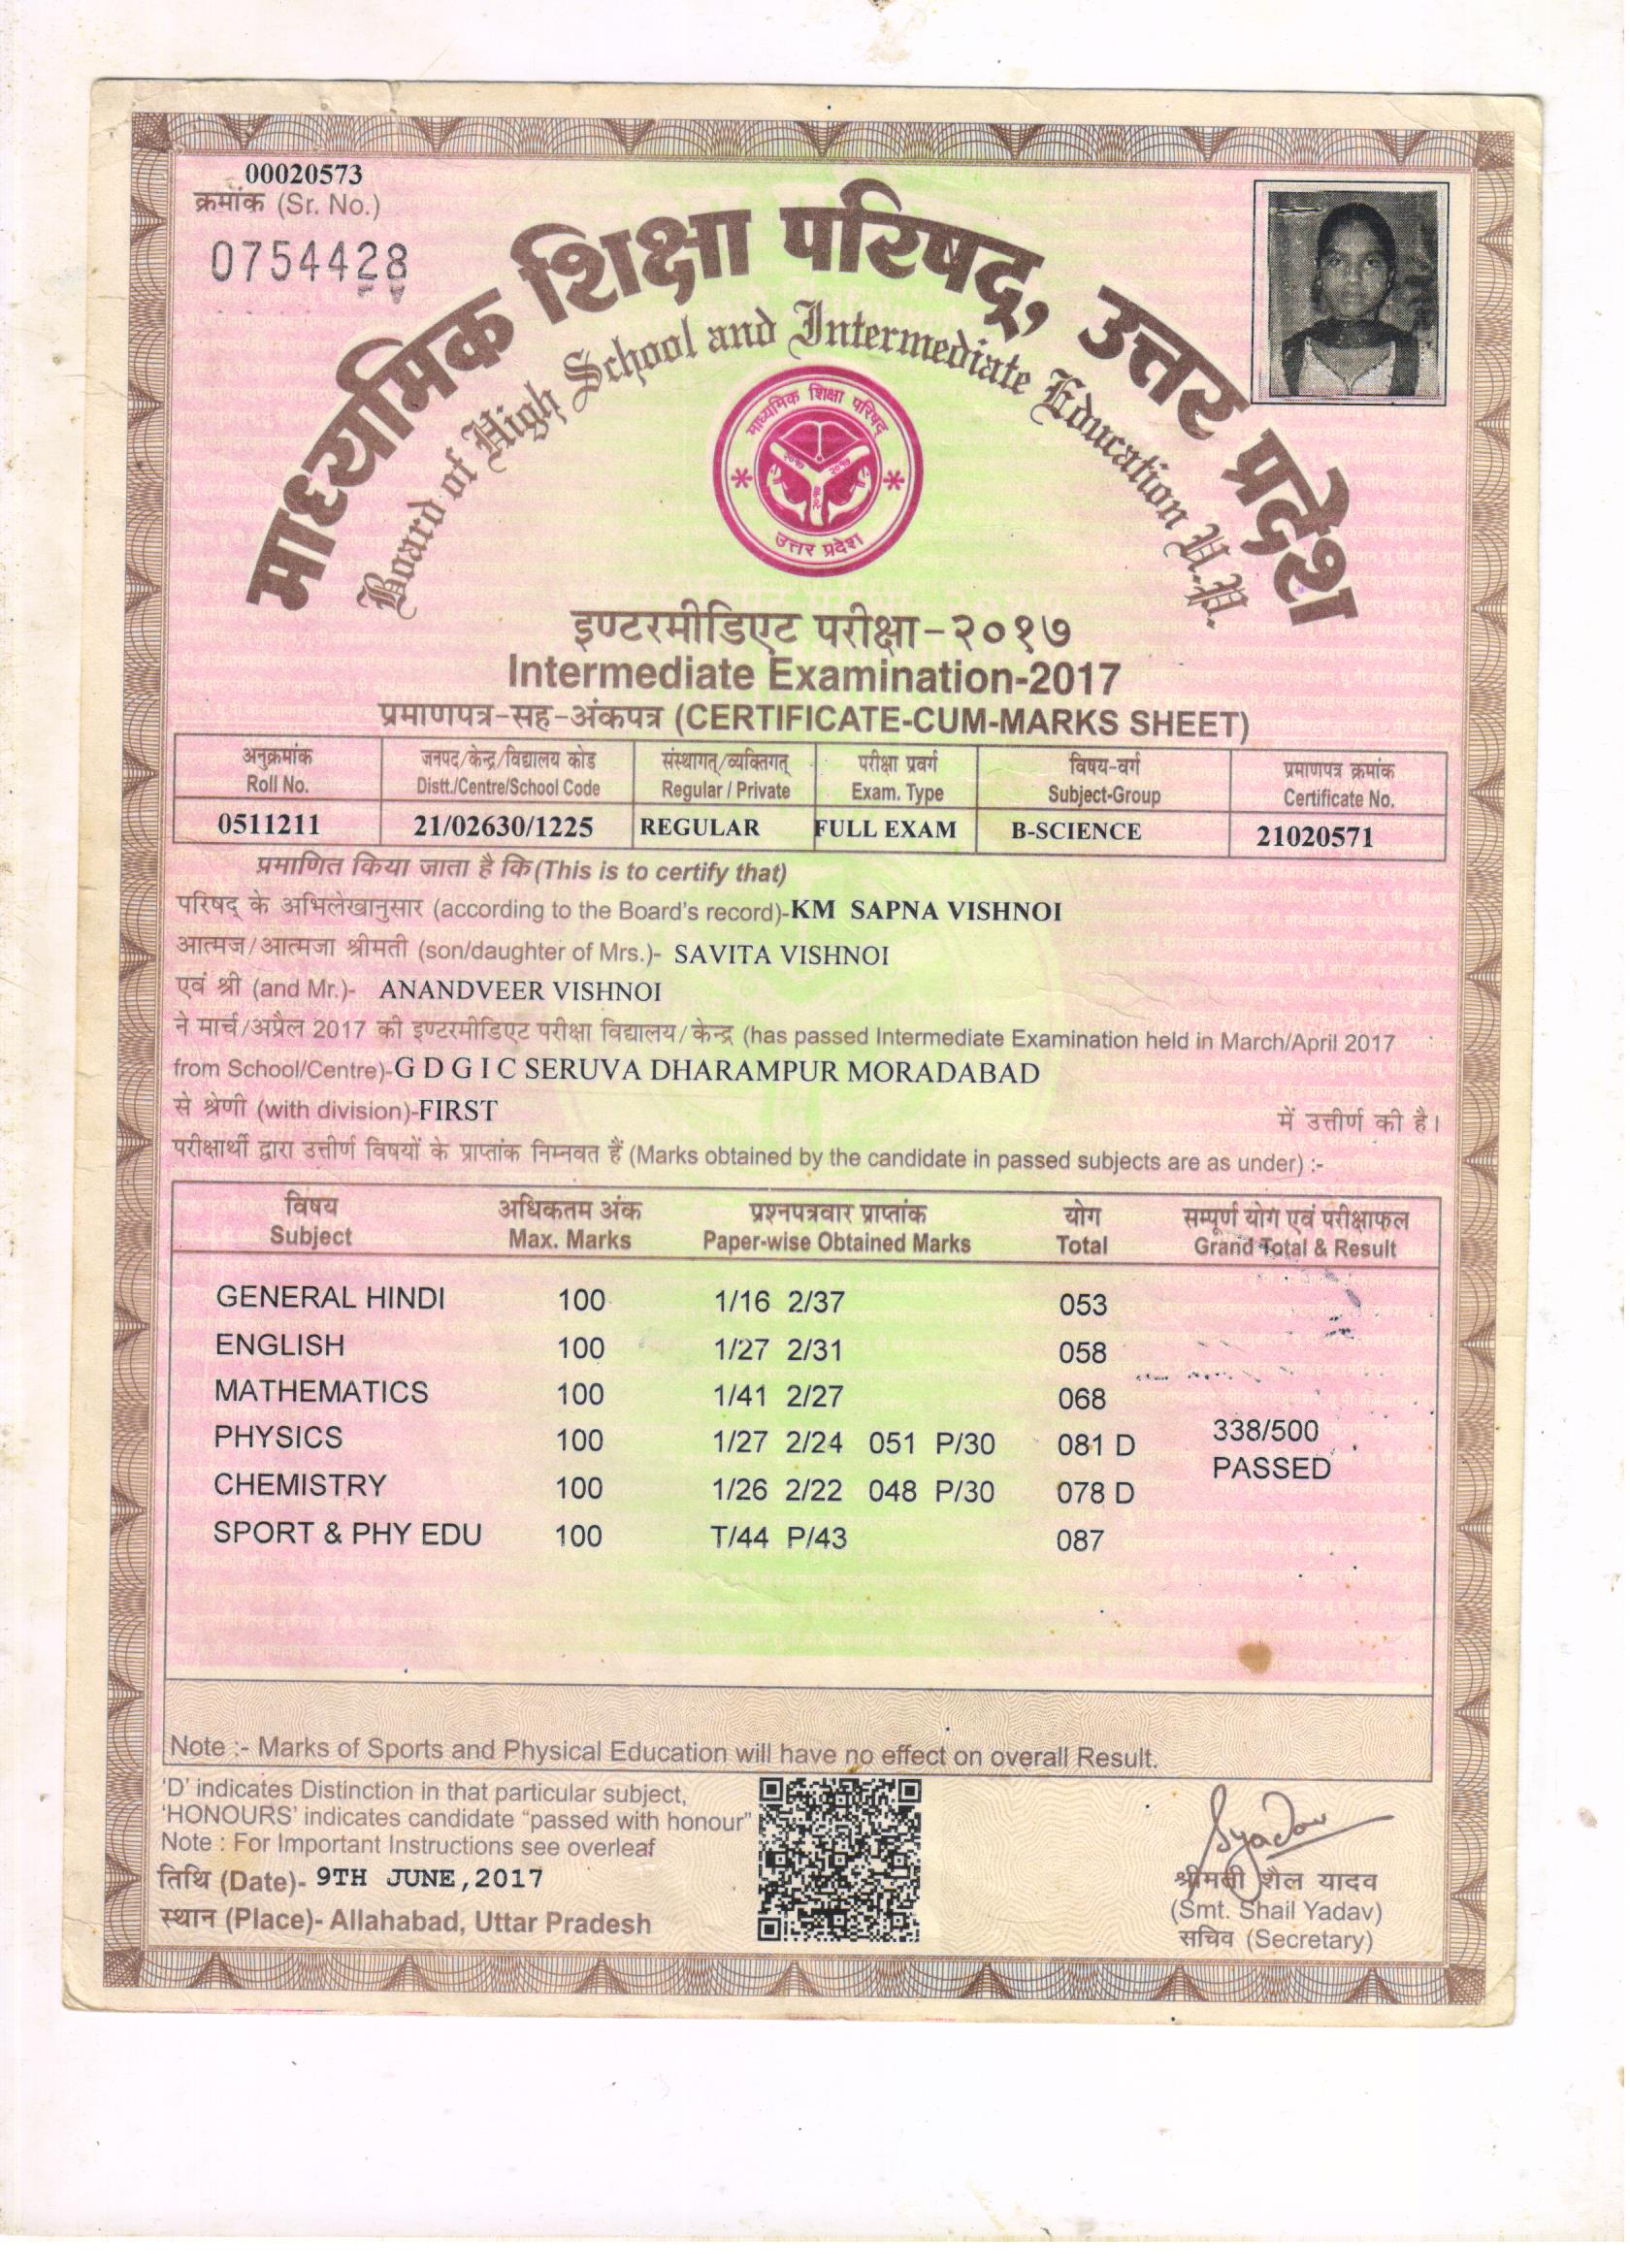 00020573
क्रमांक (Sr. No.)
0754428
माध्यमिक शिक्षा परिषद्, उत्तर प्रदेश
Board of High School and Intermediate Education U.P.
माध्यमिक शिक्षा परिषद्
उत्तर प्रदेश
इण्टरमीडिएट परीक्षा-२०१७
Intermediate Examination-2017
प्रमाणपत्र-सह-अंकपत्र (CERTIFICATE-CUM-MARKS SHEET)
अनुक्रमांक जनपद/केन्द्र/विद्यालय कोड संस्थागत्/व्यक्तिगत् परीक्षा प्रवर्ग विषय-वर्ग प्रमाणपत्र क्रमांक
Roll No. Distt./Centre/School Code Regular / Private Exam. Type Subject-Group Certificate No.
0511211 21/02630/1225 REGULAR FULL EXAM B-SCIENCE 21020571
प्रमाणित किया जाता है कि (This is to certify that)
परिषद् के अभिलेखानुसार (according to the Board's record)-KM SAPNA VISHNOI
आत्मज/आत्मजा श्रीमती (son/daughter of Mrs.)- SAVITA VISHNOI
एवं श्री (and Mr.)- ANANDVEER VISHNOI
ने मार्च/अप्रैल 2017 की इण्टरमीडिएट परीक्षा विद्यालय/केन्द्र (has passed Intermediate Examination held in March/April 2017
from School/Centre)-G D G I C SERUVA DHARAMPUR MORADABAD
से श्रेणी (with division)-FIRST में उत्तीर्ण की है।
परीक्षार्थी द्वारा उत्तीर्ण विषयों के प्राप्तांक निम्नवत हैं (Marks obtained by the candidate in passed subjects are as under) :-
विषय अधिकतम अंक प्रश्नपत्रवार प्राप्तांक योग सम्पूर्ण योग एवं परीक्षाफल
Subject Max. Marks Paper-wise Obtained Marks Total Grand Total & Result
GENERAL HINDI 100 1/16 2/37 053
ENGLISH 100 1/27 2/31 058
MATHEMATICS 100 1/41 2/27 068
PHYSICS 100 1/27 2/24 051 P/30 081 D 338/500
CHEMISTRY 100 1/26 2/22 048 P/30 078 D PASSED
SPORT & PHY EDU 100 T/44 P/43 087
Note :- Marks of Sports and Physical Education will have no effect on overall Result.
'D' indicates Distinction in that particular subject,
'HONOURS' indicates candidate "passed with honour"
Note : For Important Instructions see overleaf
तिथि (Date)- 9TH JUNE,2017
स्थान (Place)- Allahabad, Uttar Pradesh
Syadav
श्रीमती शैल यादव
(Smt. Shail Yadav)
सचिव (Secretary)